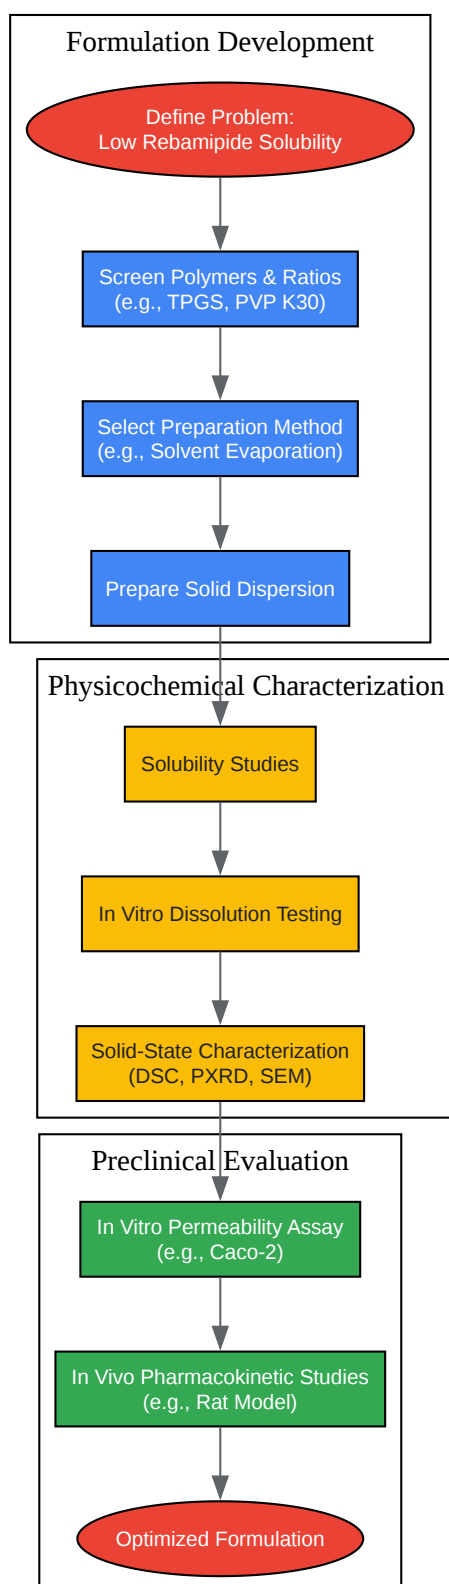 Formulation Development
Define Problem:
Low Rebamipide Solubility
Screen Polymers & Ratios
(e.g., TPGS, PVP K30)
Select Preparation Method
(e.g., Solvent Evaporation)
Prepare Solid Dispersion
Physicochemical Characterization
Solubility Studies
In Vitro Dissolution Testing
Solid-State Characterization
(DSC, PXRD, SEM)
Preclinical Evaluation
In Vitro Permeability Assay
(e.g., Caco-2)
In Vivo Pharmacokinetic Studies
(e.g., Rat Model)
Optimized Formulation